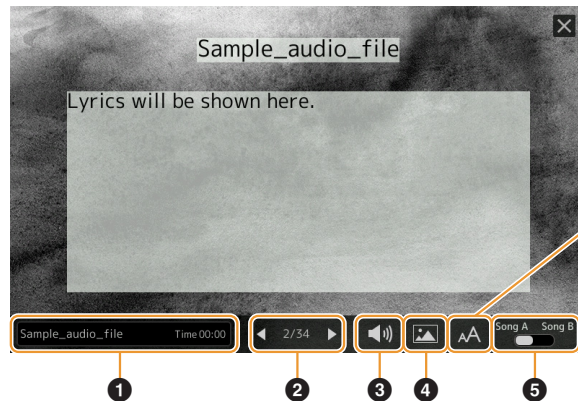 Sample_audio_file
Lyrics will be shown here.
Sample_audio_file Time 00:00
2/34
AA
Song A Song B
1 2 3 4 5